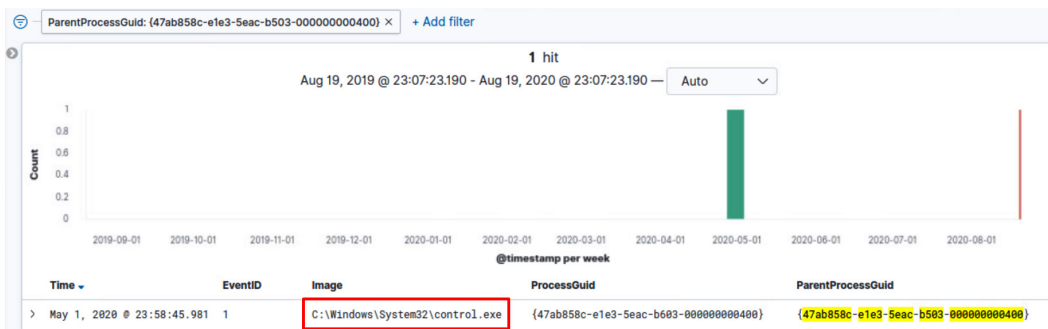 ParentProcessGuid: {47ab858c-e1e3-5eac-b503-000000000400} × + Add filter
1 hit
Aug 19, 2019 @ 23:07:23.190 - Aug 19, 2020 @ 23:07:23.190 — Auto
Count
1
0.8
0.6
0.4
0.2
0
2019-09-01 2019-10-01 2019-11-01 2019-12-01 2020-01-01 2020-02-01 2020-03-01 2020-04-01 2020-05-01 2020-06-01 2020-07-01 2020-08-01
@timestamp per week
Time EventID Image ProcessGuid ParentProcessGuid
> May 1, 2020 @ 23:58:45.981 1 C:\Windows\System32\control.exe {47ab858c-e1e3-5eac-b603-000000000400} {47ab858c-e1e3-5eac-b503-000000000400}